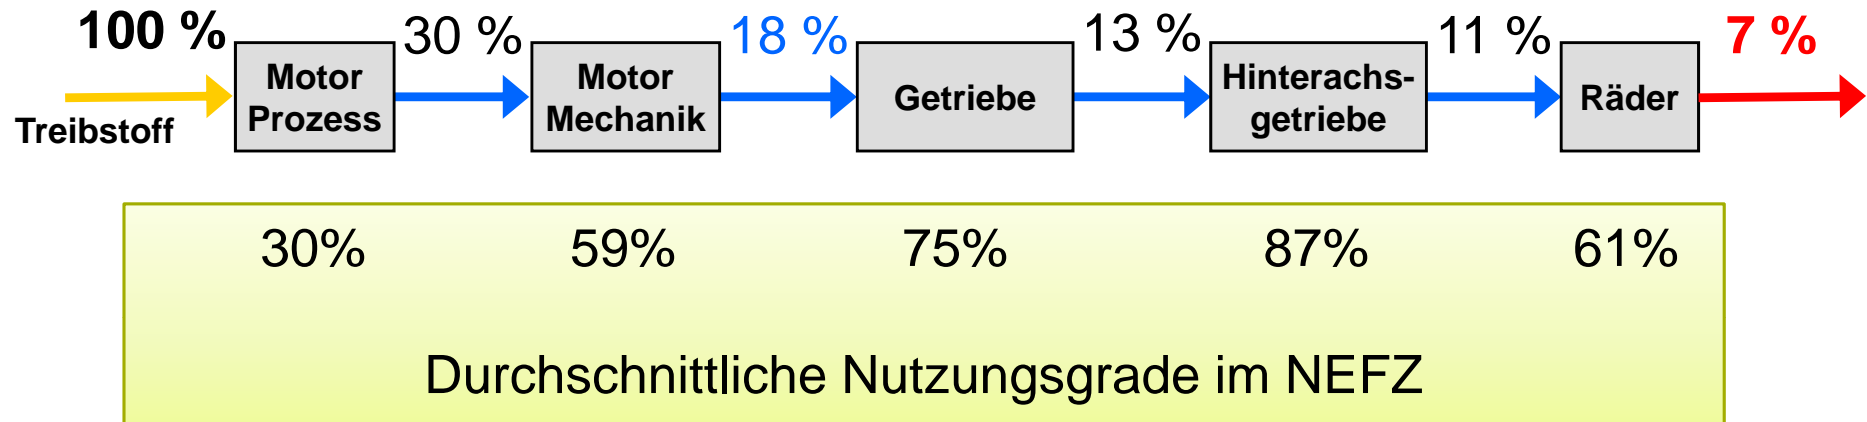 100 % 30 % 18 % 13 % 11 % 7 %
Treibstoff
Motor
Prozess
Motor
Mechanik
Getriebe
Hinterachs-
getriebe
Räder
30% 59% 75% 87% 61%
Durchschnittliche Nutzungsgrade im NEFZ